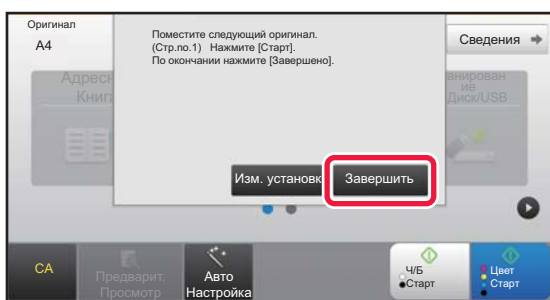 Оригинал
A4
Поместите следующий оригинал.
(Стр.no.1) Нажмите [Старт].
По окончании нажмите [Завершено].
Сведения
Адресн
Книга
анирован
ие
Диск/USB
Изм. установк
Завершить
CA
Предварит.
Просмотр
Авто
Настройка
Ч/Б
Старт
Цвет
Старт